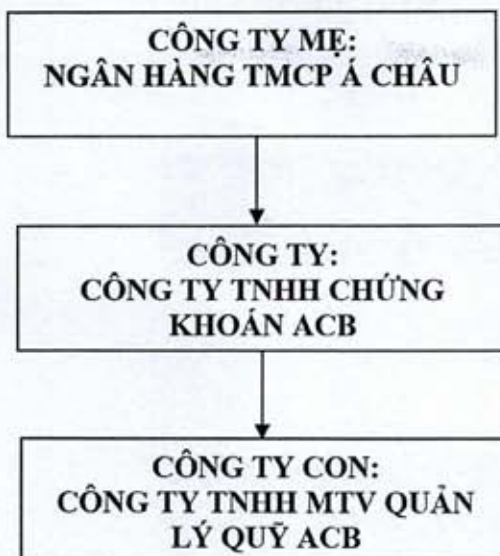 CÔNG TY MẸ:
NGÂN HÀNG TMCP Á CHÂU
CÔNG TY:
CÔNG TY TNHH CHỨNG
KHOÁN ACB
CÔNG TY CON:
CÔNG TY TNHH MTV QUẢN
LÝ QUỸ ACB